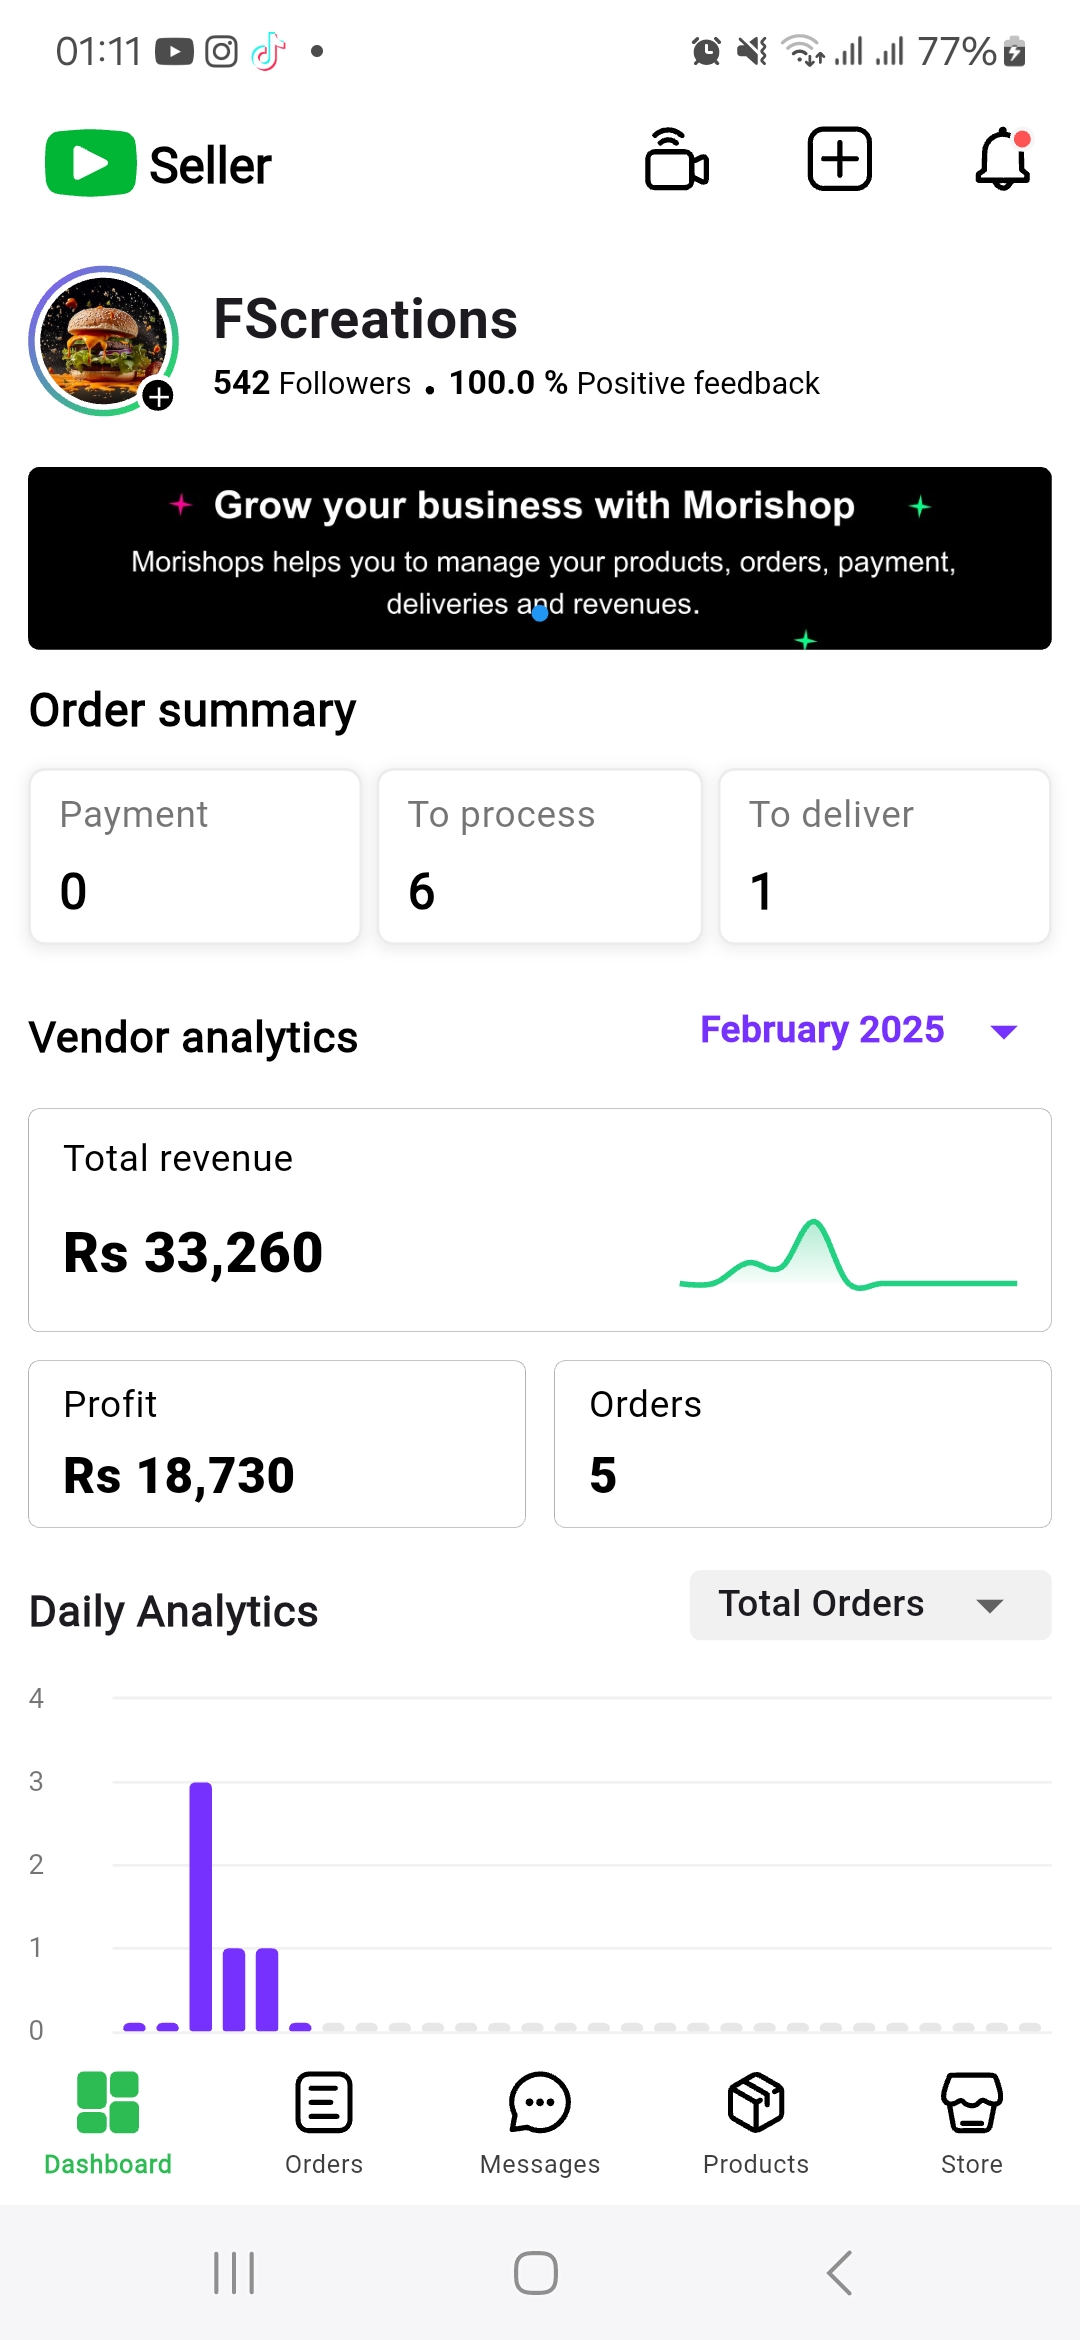 01:11
77%
Seller
FScreations
542 Followers . 100.0 % Positive feedback
Grow your business with Morishop
Morishops helps you to manage your products, orders, payment,
deliveries and revenues.
Order summary
Payment
0
To process
6
To deliver
1
Vendor analytics
February 2025
Total revenue
Rs 33,260
Profit
Rs 18,730
Orders
5
Daily Analytics
Total Orders
4
3
2
1
0
Dashboard
Orders
Messages
Products
Store